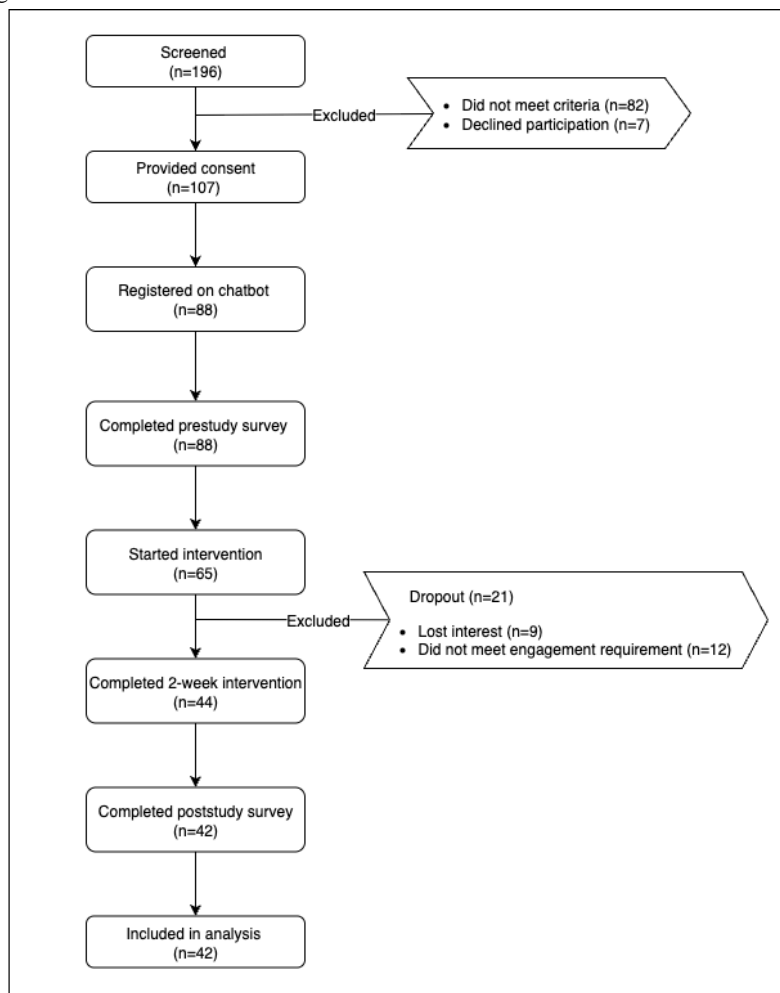 Screened
(n=196)
Excluded
• Did not meet criteria (n=82)
• Declined participation (n=7)
Provided consent
(n=107)
Registered on chatbot
(n=88)
Completed prestudy survey
(n=88)
Started intervention
(n=65)
Excluded
Dropout (n=21)
• Lost interest (n=9)
• Did not meet engagement requirement (n=12)
Completed 2-week intervention
(n=44)
Completed poststudy survey
(n=42)
Included in analysis
(n=42)